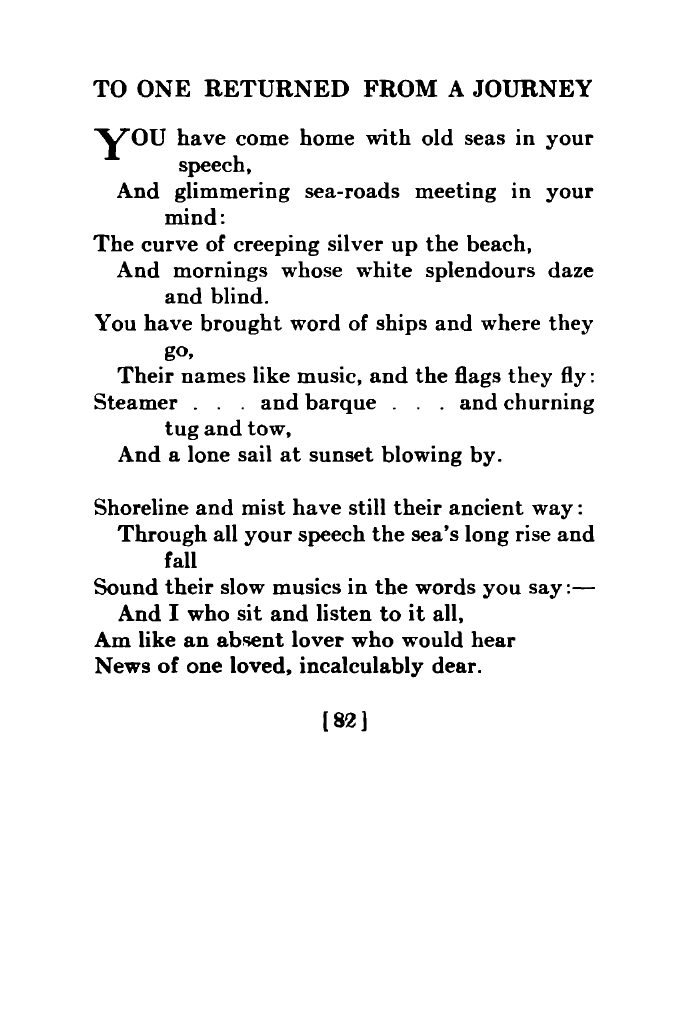 TO ONE RETURNED FROM A JOURNEY
YOU have come home with old seas in your
speech,
And glimmering sea-roads meeting in your
mind:
The curve of creeping silver up the beach,
And mornings whose white splendours daze
and blind.
You have brought word of ships and where they
go,
Their names like music, and the flags they fly:
Steamer . . . and barque . . . and churning
tug and tow,
And a lone sail at sunset blowing by.
Shoreline and mist have still their ancient way:
Through all your speech the sea's long rise and
fall
Sound their slow musics in the words you say:—
And I who sit and listen to it all,
Am like an absent lover who would hear
News of one loved, incalculably dear.
[82]